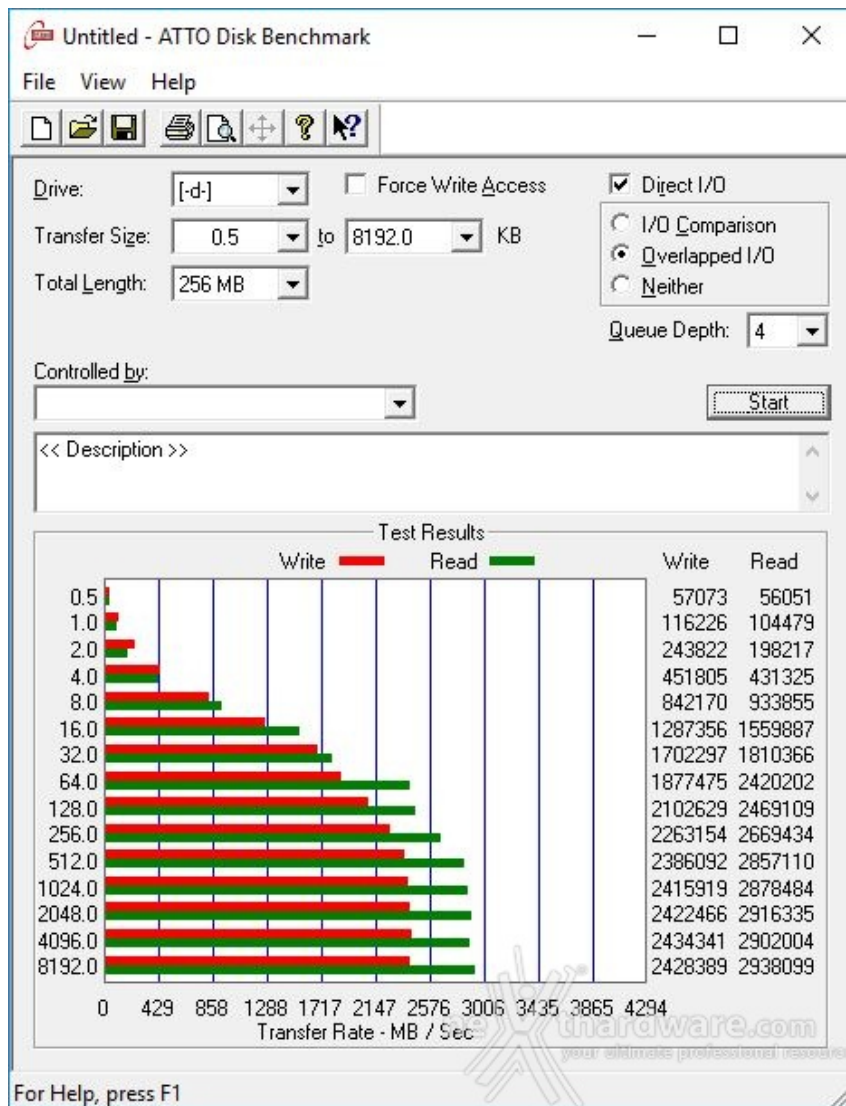 Untitled - ATTO Disk Benchmark
File View Help
Drive: [-d-] Force Write Access Direct I/O
Transfer Size: 0.5 to 8192.0 KB I/O Comparison
Overlapped I/O
Total Length: 256 MB Neither
Queue Depth: 4
Controlled by:
Start
<< Description >>
Test Results
Write Read Write Read
0.5 57073 56051
1.0 116226 104479
2.0 243822 198217
4.0 451805 431325
8.0 842170 933855
16.0 1287356 1559887
32.0 1702297 1810366
64.0 1877475 2420202
128.0 2102629 2469109
256.0 2263154 2669434
512.0 2386092 2857110
1024.0 2415919 2878484
2048.0 2422466 2916335
4096.0 2434341 2902004
8192.0 2428389 2938099
0 429 858 1288 1717 2147 2576 3006 3435 3865 4294
Transfer Rate - MB / Sec
nexthardware.com
your ultimate professional resource
For Help, press F1